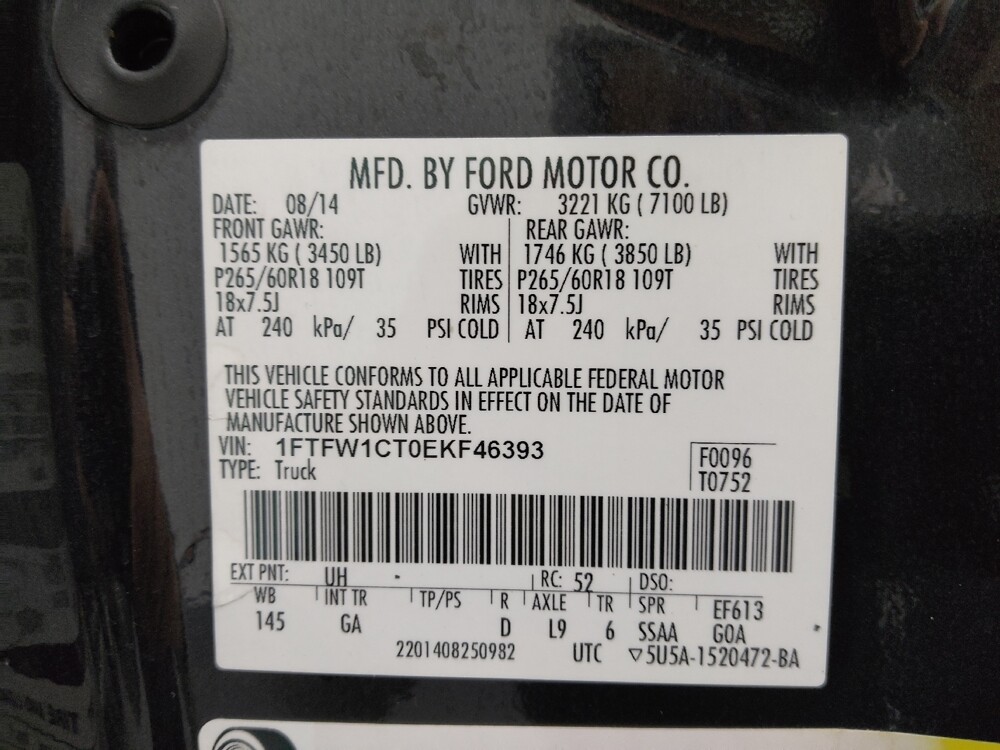 MFD. BY FORD MOTOR CO.
DATE: 08/14 GVWR: 3221 KG ( 7100 LB)
FRONT GAWR: REAR GAWR:
1565 KG ( 3450 LB) WITH 1746 KG ( 3850 LB) WITH
P265/60R18 109T TIRES P265/60R18 109T TIRES
18x7.5J RIMS 18x7.5J RIMS
AT 240 kPa/ 35 PSI COLD AT 240 kPa/ 35 PSI COLD
THIS VEHICLE CONFORMS TO ALL APPLICABLE FEDERAL MOTOR
VEHICLE SAFETY STANDARDS IN EFFECT ON THE DATE OF
MANUFACTURE SHOWN ABOVE.
VIN: 1FTFW1CT0EKF46393 F0096
TYPE: Truck T0752
EXT PNT: UH RC: 52 DSO:
WB INT TR TP/PS R AXLE TR SPR EF613
145 GA D L9 6 SSAA GOA
2201408250982 UTC ▽5U5A-1520472-BA